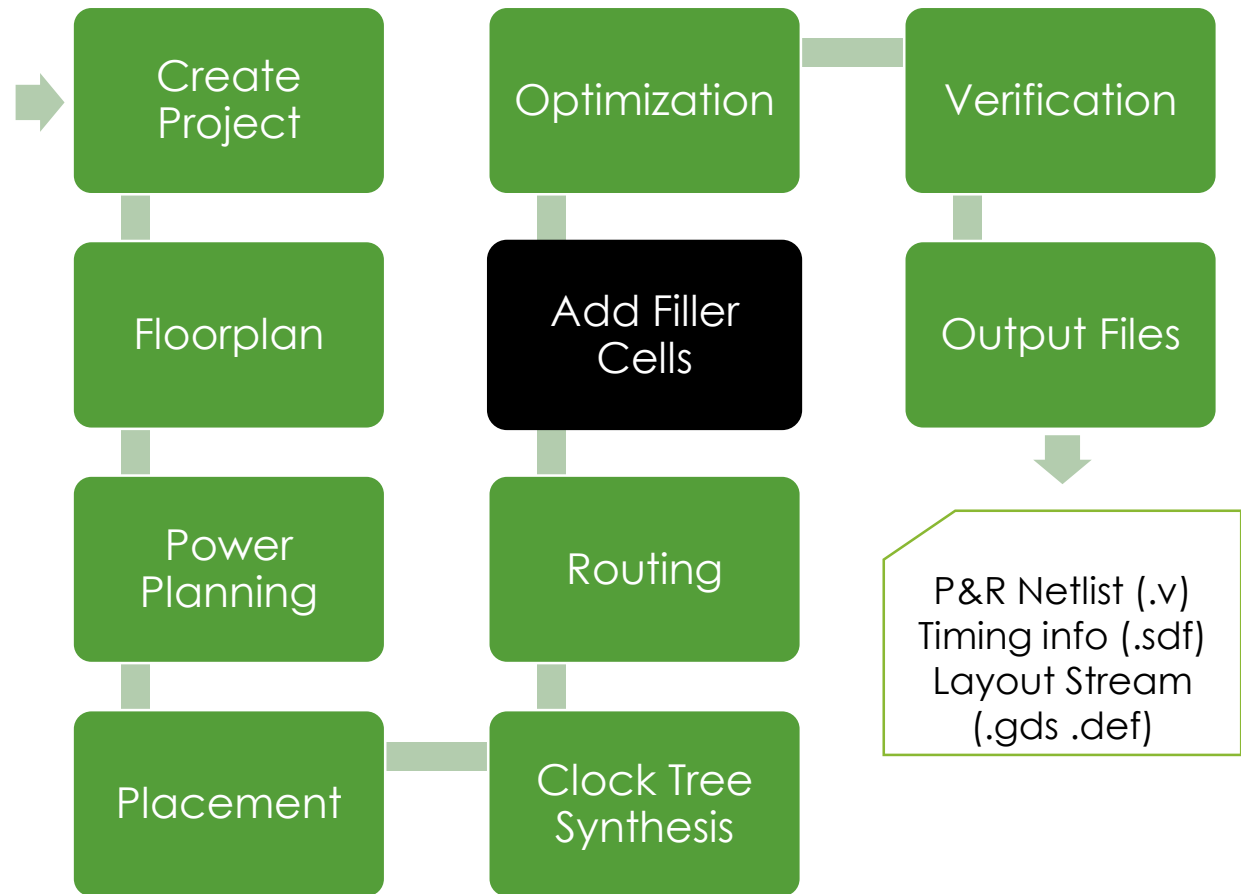 Create
Project
Floorplan
Power
Planning
Placement
Clock Tree
Synthesis
Routing
Add Filler
Cells
Optimization
Verification
Output Files
P&R Netlist (.v)
Timing info (.sdf)
Layout Stream
(.gds .def)